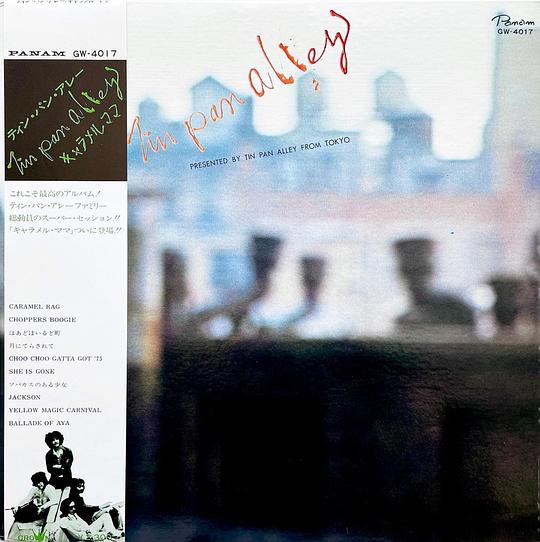 PANAM GW-4017
ティン・パン・アレー
Tin pan alley
キャラメル・ママ
これこそ最高のアルバム!
ティン・パン・アレーファミリー
総動員のスーパー・セッション!!
「キャラメル・ママ」ついに登場!!
CARAMEL RAG
CHOPPERS BOOGIE
はあどぼいるど町
月にてらされて
CHOO CHOO GATTA GOT '75
SHE IS GONE
ソバカスのある少女
JACKSON
YELLOW MAGIC CARNIVAL
BALLADE OF AYA
CROWN
Tin pan alley
PRESENTED BY TIN PAN ALLEY FROM TOKYO
Panam
GW-4017